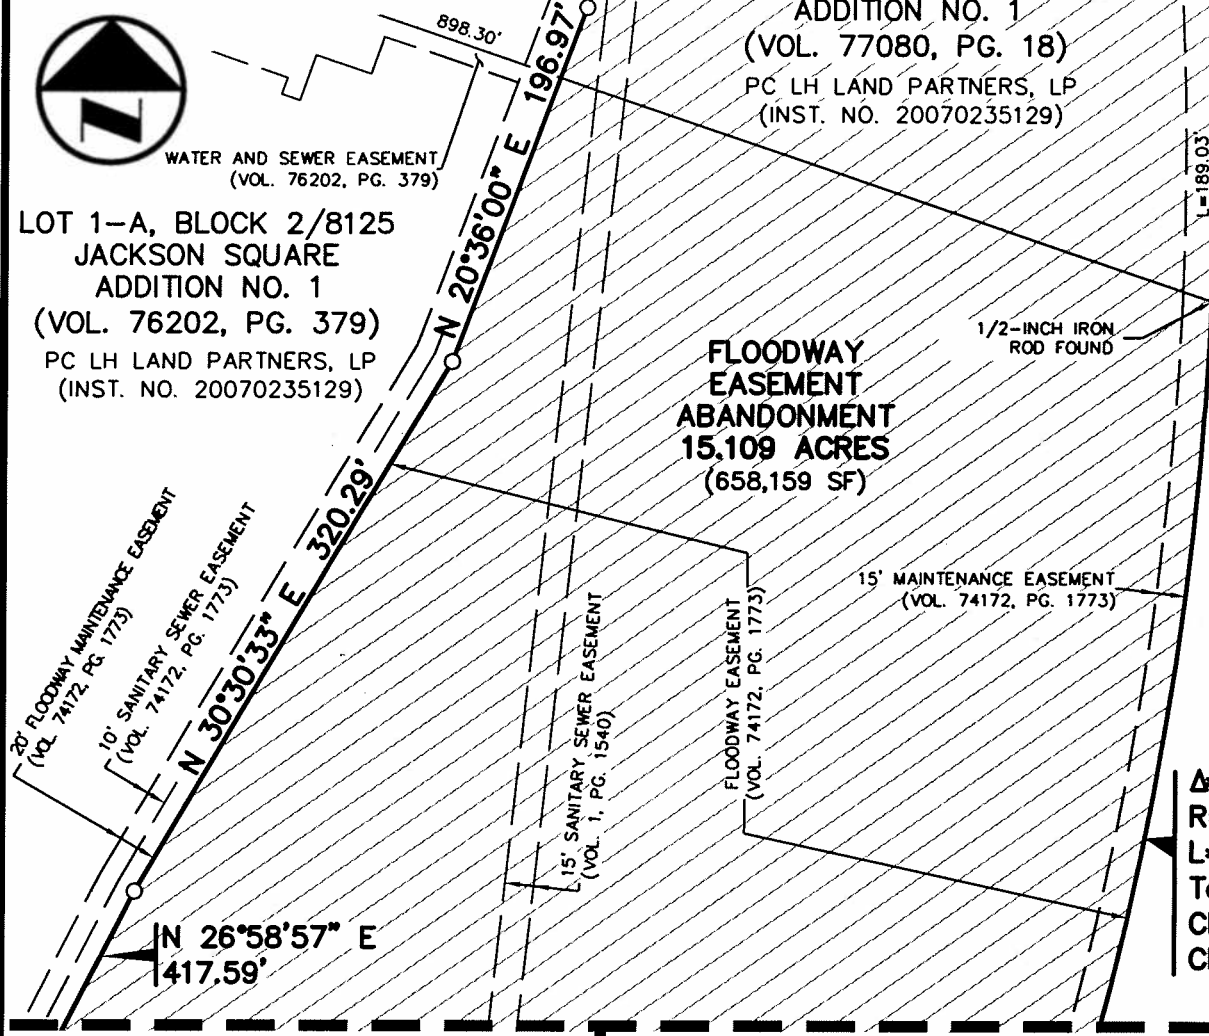 898.30'
196.97'
N 20°36'00" E
ADDITION NO. 1
(VOL. 77080, PG. 18)
PC LH LAND PARTNERS, LP
(INST. NO. 20070235129)
L=189.03'
N
WATER AND SEWER EASEMENT
(VOL. 76202, PG. 379)
LOT 1-A, BLOCK 2/8125
JACKSON SQUARE
ADDITION NO. 1
(VOL. 76202, PG. 379)
PC LH LAND PARTNERS, LP
(INST. NO. 20070235129)
1/2-INCH IRON
ROD FOUND
FLOODWAY
EASEMENT
ABANDONMENT
15.109 ACRES
(658,159 SF)
N 30°30'33" E 320.29'
20' FLOODWAY MAINTENANCE EASEMENT
(VOL. 74172, PG. 1773)
10' SANITARY SEWER EASEMENT
(VOL. 74172, PG. 1773)
15' SANITARY SEWER EASEMENT
(VOL. 1, PG. 1540)
FLOODWAY EASEMENT
(VOL. 74172, PG. 1773)
15' MAINTENANCE EASEMENT
(VOL. 74172, PG. 1773)
N 26°58'57" E
417.59'